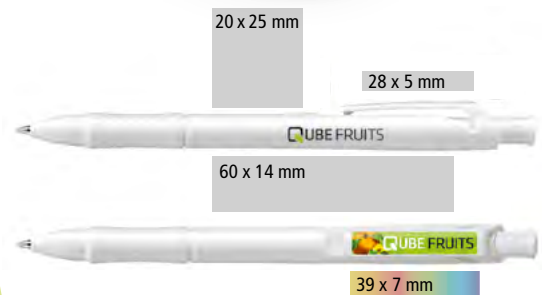 20 x 25 mm
28 x 5 mm
QUBE FRUITS
60 x 14 mm
QUBE FRUITS
39 x 7 mm